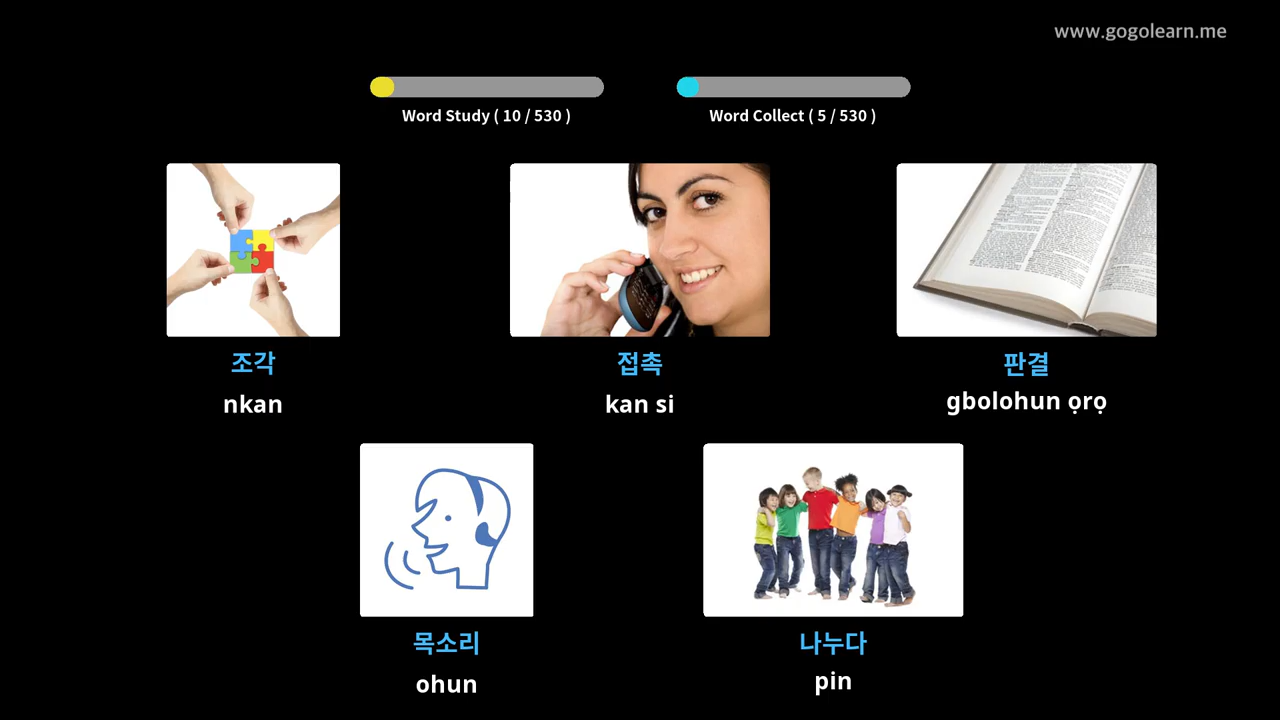 www.gogolearn.me
Word Study ( 10 / 530 )
Word Collect ( 5 / 530 )
조각
nkan
접촉
kan si
판결
gbolohun ọrọ
목소리
ohun
나누다
pin